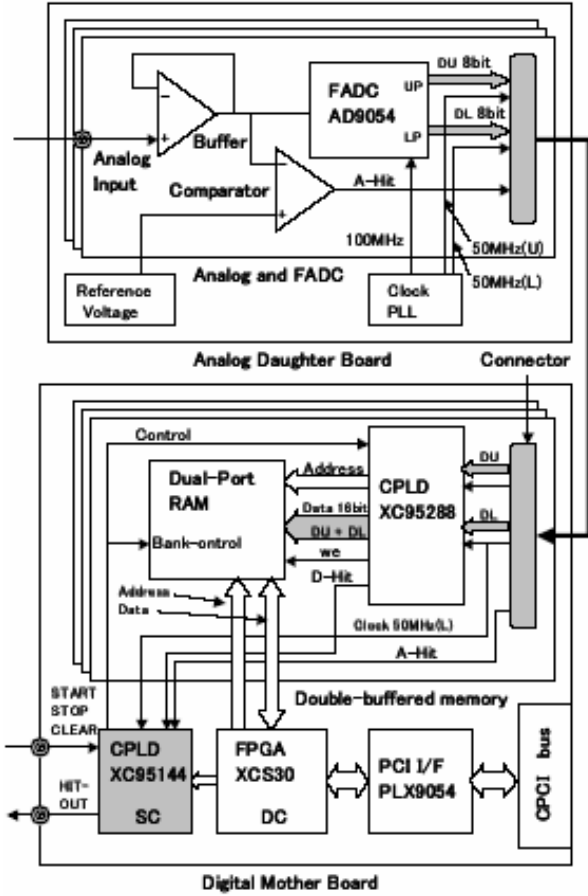 DU 8bit
FADC
AD9054
UP
DL 8bit
LP
Buffer
Analog
Input
Comparator
A-Hit
100MHz
50MHz(U)
50MHz(L)
Analog and FADC
Reference
Voltage
Clock
PLL
Analog Daughter Board
Connector
Control
Dual-Port
RAM
Address
CPLD
XC95288
DU
Data 16bit
DU + DL
DL
Bank-ontrol
we
D-Hit
Address
Data
Clock 50MHz(L)
A-Hit
START
STOP
CLEAR
Double-buffered memory
CPLD
XC95144
SC
FPGA
XCS30
DC
PCI I/F
PLX9054
CPCI bus
HIT-
OUT
Digital Mother Board